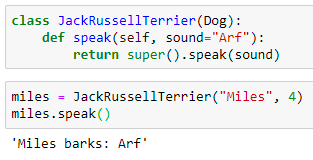 class JackRussellTerrier(Dog):
    def speak(self, sound="Arf"):
        return super().speak(sound)
miles = JackRussellTerrier("Miles", 4)
miles.speak()
'Miles barks: Arf'